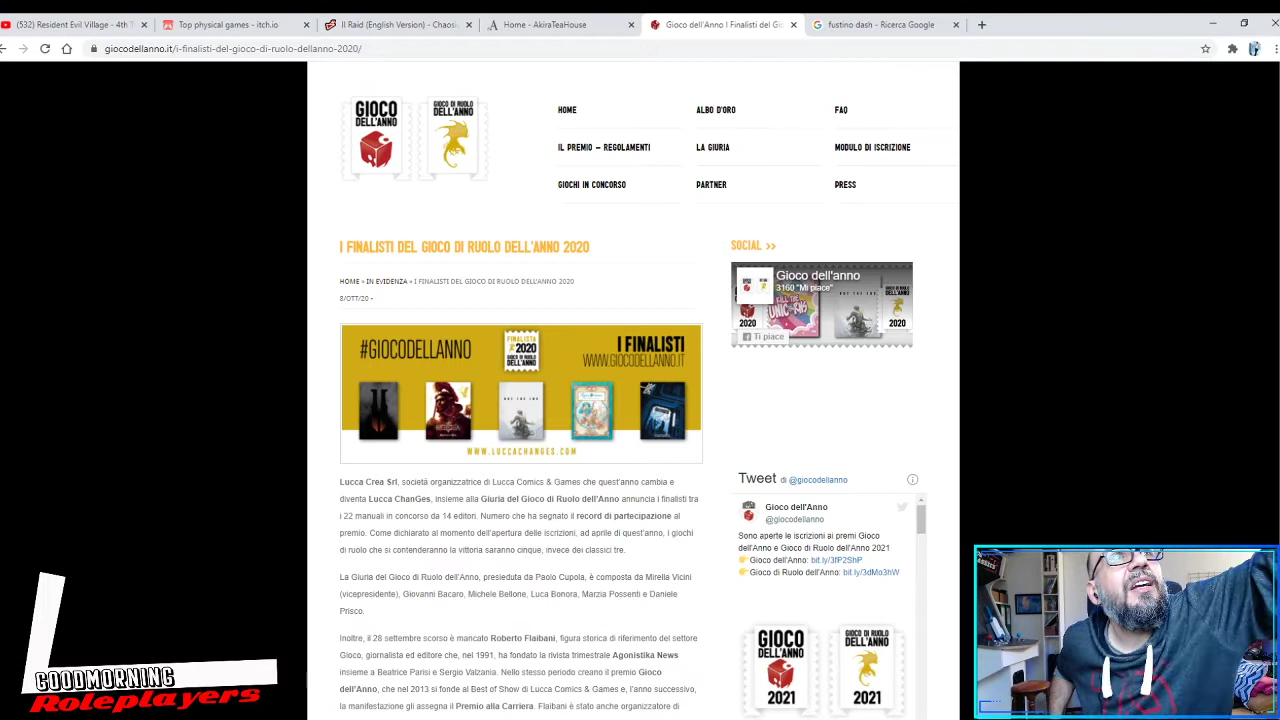 (532) Resident Evil Village - 4th T
Top physical games - itch.io
Il Raid (English Version) - Chaosi
Home - AkiraTeaHouse
Gioco dell'Anno I Finalisti del Gio
fustino dash - Ricerca Google
giocodellanno.it/i-finalisti-del-gioco-di-ruolo-dellanno-2020/
GIOCO DELL'ANNO
GIOCO DI RUOLO DELL'ANNO
HOME
ALBO D'ORO
FAQ
IL PREMIO – REGOLAMENTI
LA GIURIA
MODULO DI ISCRIZIONE
GIOCHI IN CONCORSO
PARTNER
PRESS
I FINALISTI DEL GIOCO DI RUOLO DELL'ANNO 2020
HOME » IN EVIDENZA » I FINALISTI DEL GIOCO DI RUOLO DELL'ANNO 2020
8/OTT/20 -
#GIOCODELLANNO
FINALISTA
2020
GIOCO DI RUOLO
DELL'ANNO
I FINALISTI
WWW.GIOCODELLANNO.IT
WWW.LUCCACHANGES.COM
Lucca Crea Srl, società organizzatrice di Lucca Comics & Games che quest'anno cambia e
diventa Lucca ChanGes, insieme alla Giuria del Gioco di Ruolo dell'Anno annuncia i finalisti tra
i 22 manuali in concorso da 14 editori. Numero che ha segnato il record di partecipazione al
premio. Come dichiarato al momento dell'apertura delle iscrizioni, ad aprile di quest'anno, i giochi
di ruolo che si contenderanno la vittoria saranno cinque, invece dei classici tre.
La Giuria del Gioco di Ruolo dell'Anno, presieduta da Paolo Cupola, è composta da Mirella Vicini
(vicepresidente), Giovanni Bacaro, Michele Bellone, Luca Bonora, Marzia Possenti e Daniele
Prisco.
Inoltre, il 28 settembre scorso è mancato Roberto Flaibani, figura storica di riferimento del settore
Gioco, giornalista ed editore che, nel 1991, ha fondato la rivista trimestrale Agonistika News
insieme a Beatrice Parisi e Sergio Valzania. Nello stesso periodo creano il premio Gioco
dell'Anno, che nel 2013 si fonde al Best of Show di Lucca Comics & Games e, l'anno successivo,
la manifestazione gli assegna il Premio alla Carriera. Flaibani è stato anche organizzatore di
SOCIAL >>
Gioco dell'anno
3160 "Mi piace"
KILL THE
UNICORNS
2020
2020
Ti piace
Tweet di @giocodellanno
Gioco dell'Anno
@giocodellanno
Sono aperte le iscrizioni ai premi Gioco
dell'Anno e Gioco di Ruolo dell'Anno 2021
👉 Gioco dell'Anno: bit.ly/3fP2ShP
👉 Gioco di Ruolo dell'Anno: bit.ly/3dMo3hW
GIOCO
DELL'ANNO
2021
GIOCO DI RUOLO
DELL'ANNO
2021
GOODMORNING
Roleplayers